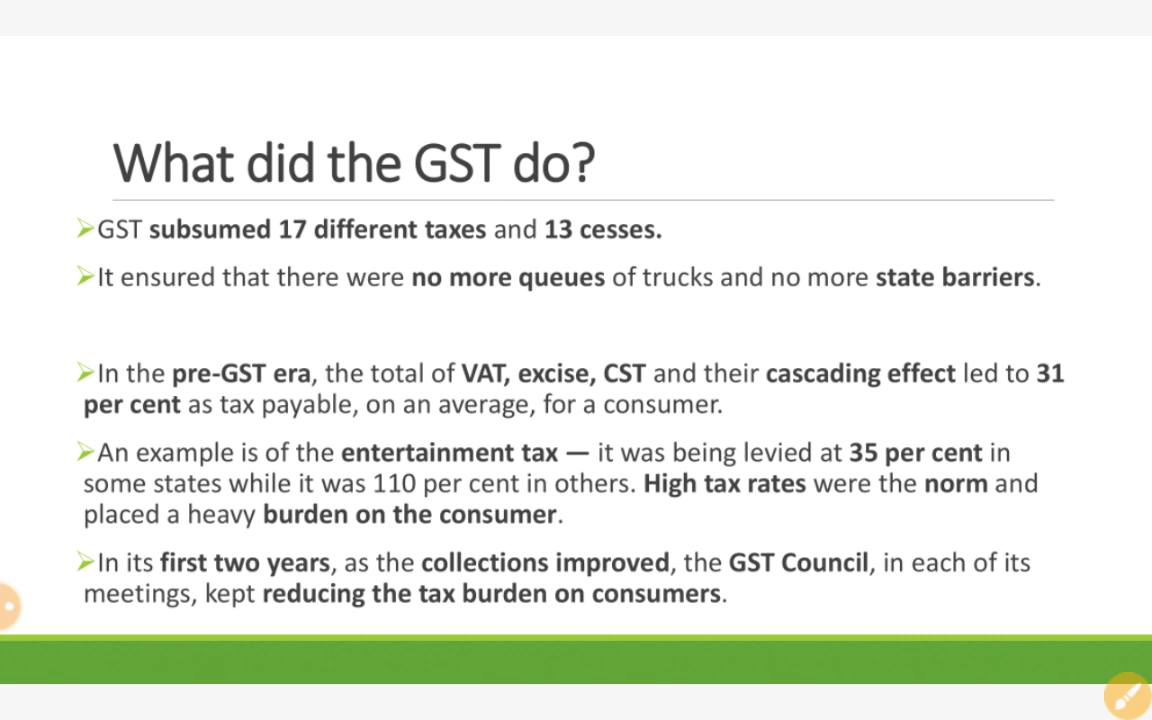 What did the GST do?
➢GST subsumed 17 different taxes and 13 cesses.
➢It ensured that there were no more queues of trucks and no more state barriers.
➢In the pre-GST era, the total of VAT, excise, CST and their cascading effect led to 31
per cent as tax payable, on an average, for a consumer.
➢An example is of the entertainment tax — it was being levied at 35 per cent in
some states while it was 110 per cent in others. High tax rates were the norm and
placed a heavy burden on the consumer.
➢In its first two years, as the collections improved, the GST Council, in each of its
meetings, kept reducing the tax burden on consumers.